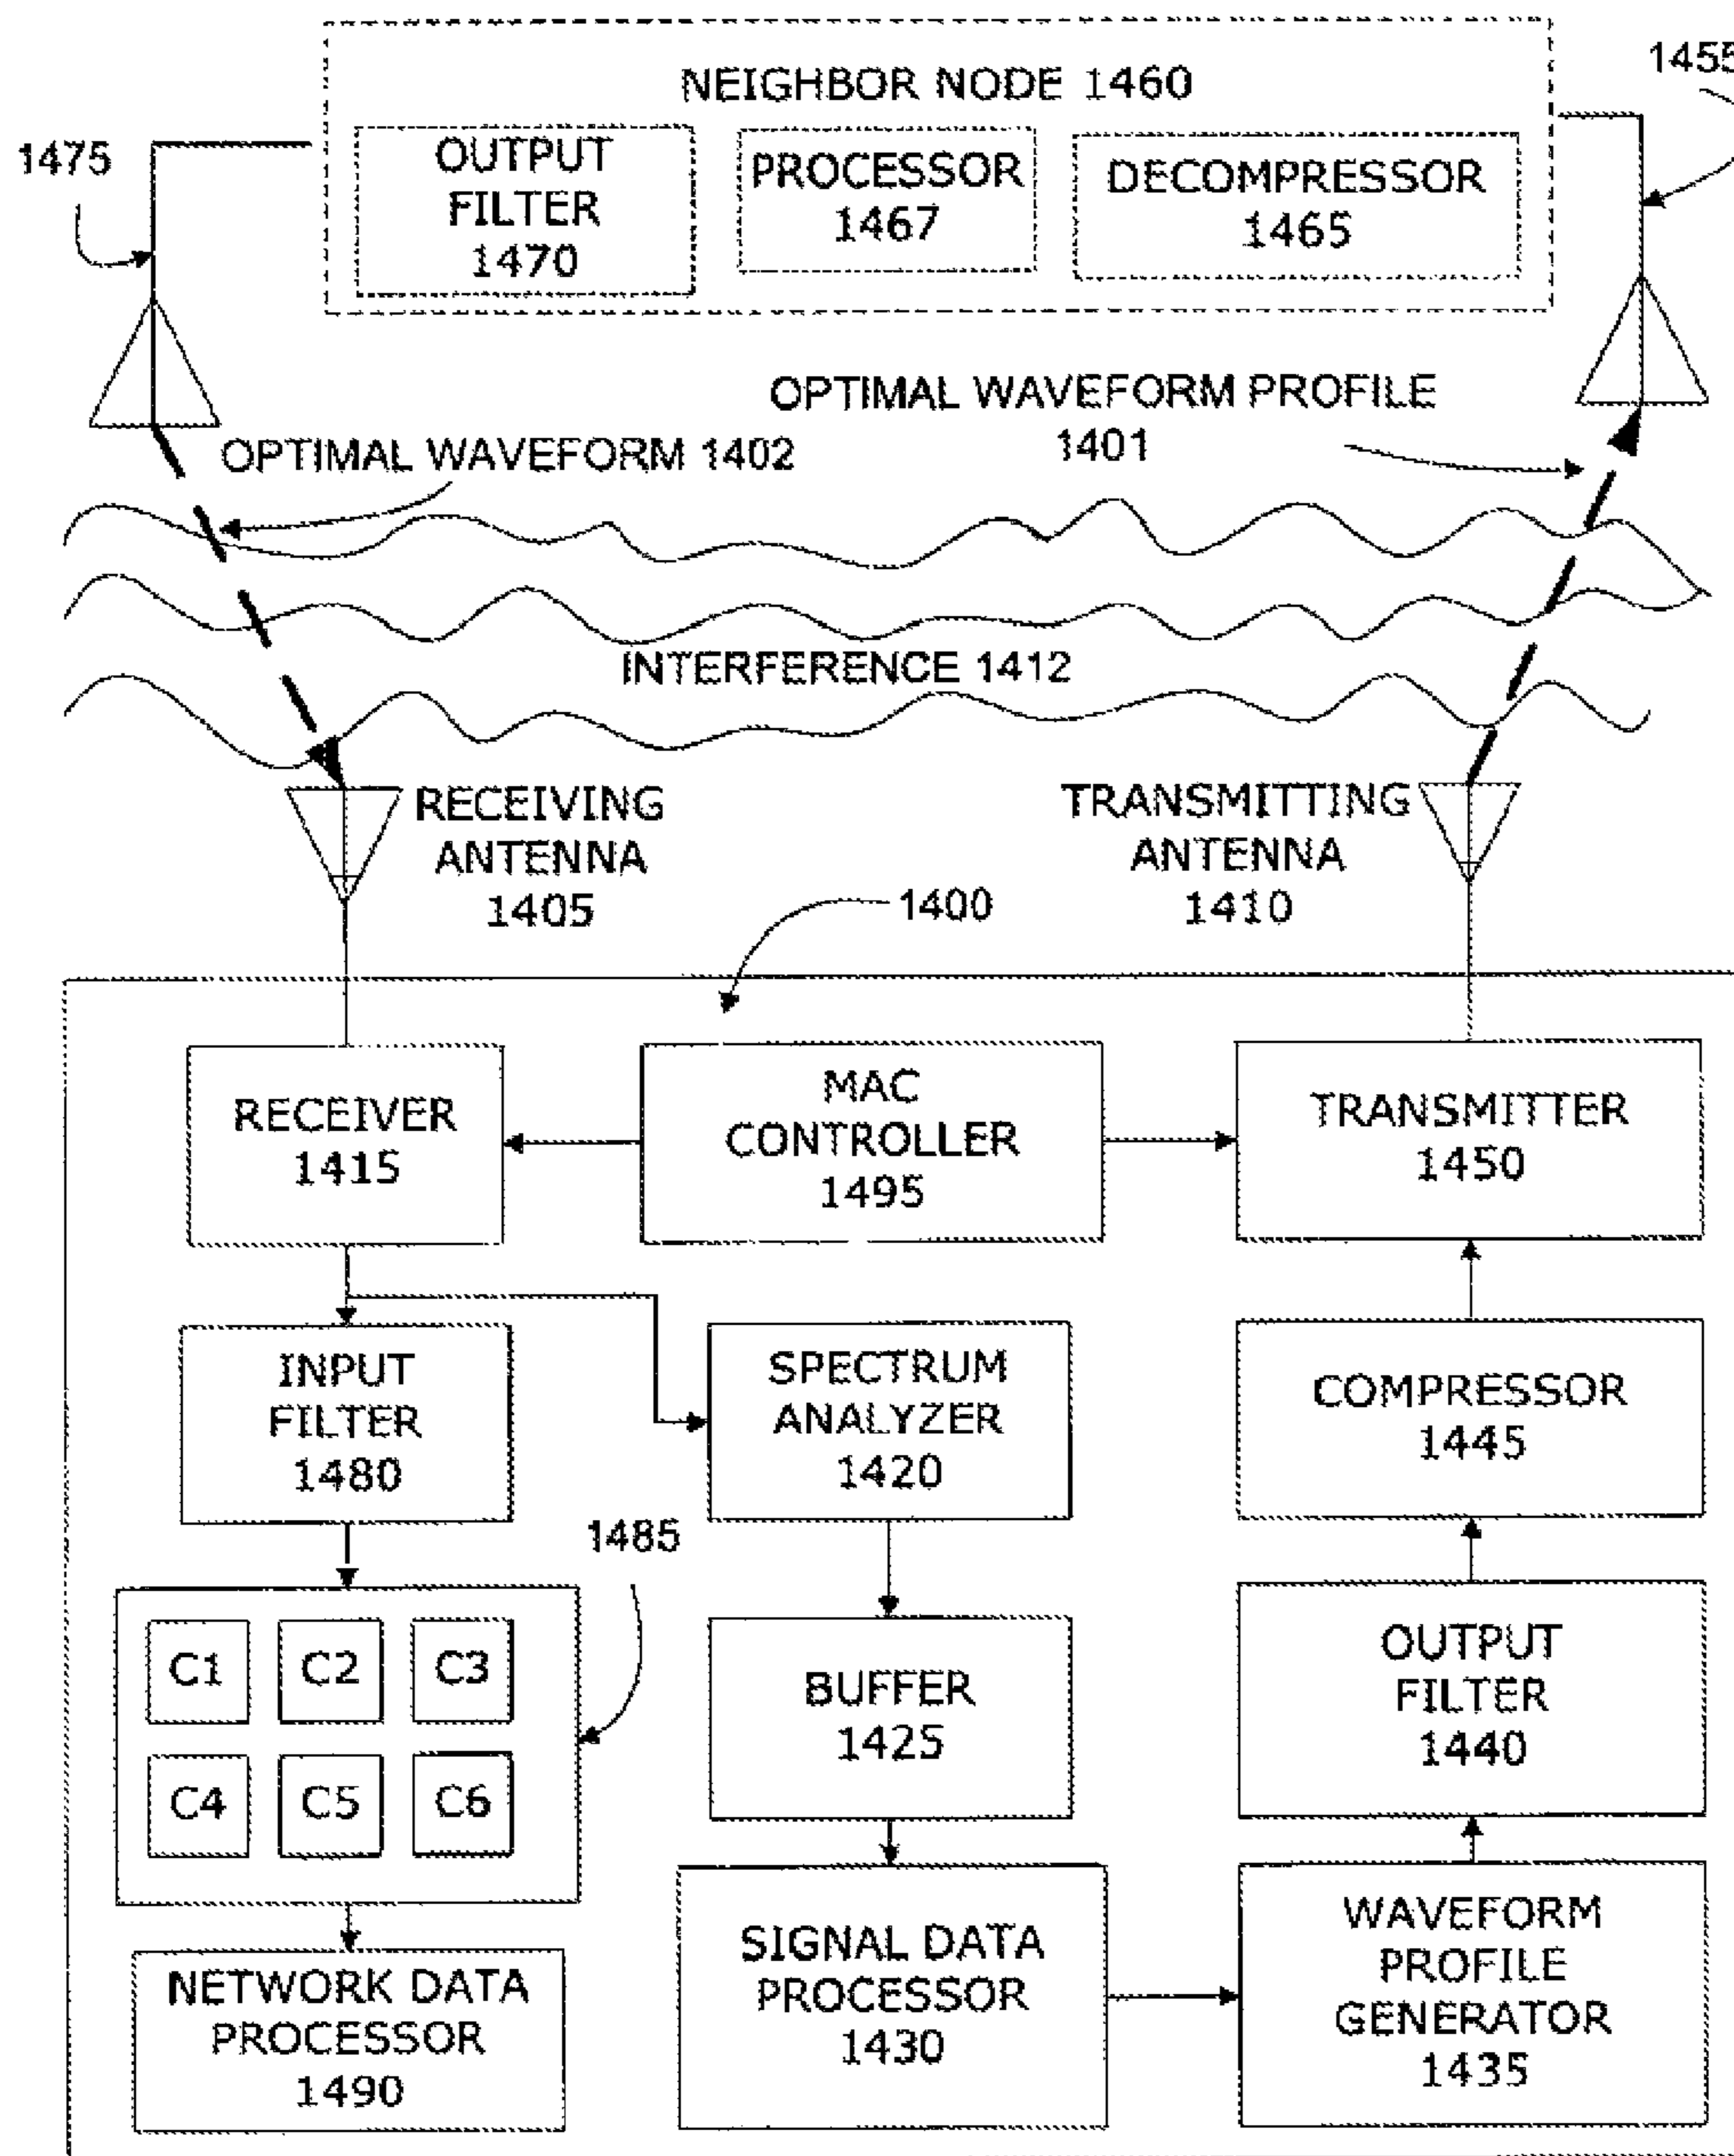 NEIGHBOR NODE 1460
1455
1475
OUTPUT
FILTER
1470
PROCESSOR
1467
DECOMPRESSOR
1465
OPTIMAL WAVEFORM PROFILE
1401
OPTIMAL WAVEFORM 1402
INTERFERENCE 1412
RECEIVING
ANTENNA
1405
TRANSMITTING
ANTENNA
1410
1400
RECEIVER
1415
MAC
CONTROLLER
1495
TRANSMITTER
1450
INPUT
FILTER
1480
SPECTRUM
ANALYZER
1420
COMPRESSOR
1445
1485
C1 C2 C3
C4 C5 C6
BUFFER
1425
OUTPUT
FILTER
1440
NETWORK DATA
PROCESSOR
1490
SIGNAL DATA
PROCESSOR
1430
WAVEFORM
PROFILE
GENERATOR
1435